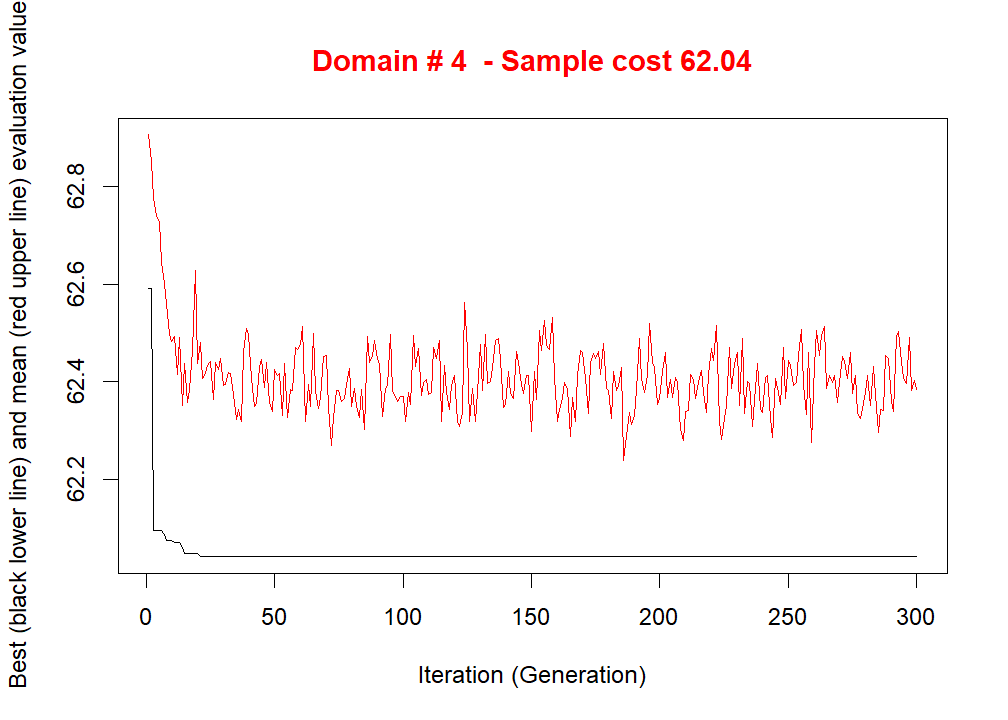 Domain # 4  - Sample cost 62.04
Best (black lower line) and mean (red upper line) evaluation value
62.8
62.6
62.4
62.2
0 50 100 150 200 250 300
Iteration (Generation)